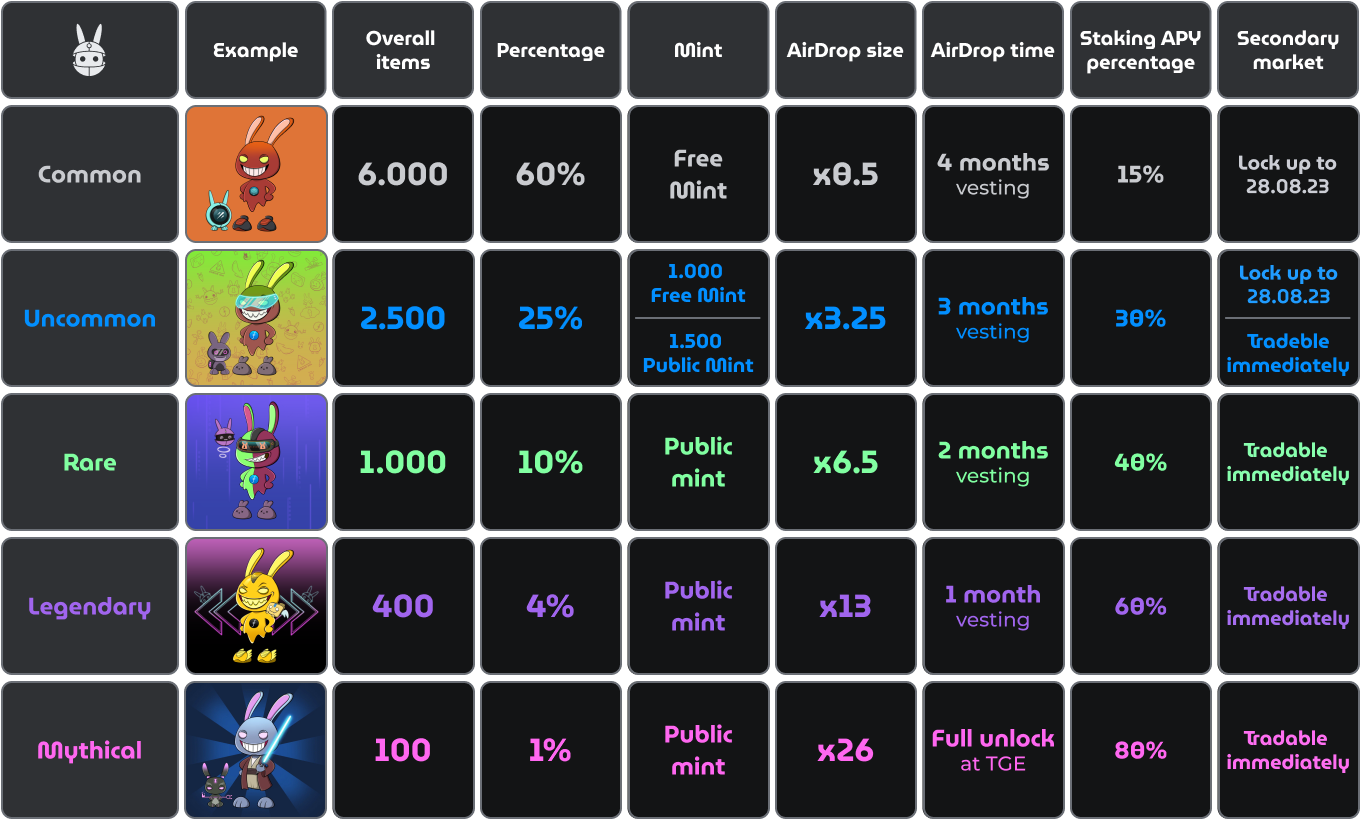 Example
Overall
items
Percentage
Mint
AirDrop size
AirDrop time
Staking APY
percentage
Secondary
market
Common
6.000
60%
Free
Mint
x0.5
4 months
vesting
15%
Lock up to
28.08.23
Uncommon
2.500
25%
1.000
Free Mint
1.500
Public Mint
x3.25
3 months
vesting
30%
Lock up to
28.08.23
Tradeble
immediately
Rare
1.000
10%
Public
mint
x6.5
2 months
vesting
40%
Tradable
immediately
Legendary
400
4%
Public
mint
x13
1 month
vesting
60%
Tradable
immediately
Mythical
100
1%
Public
mint
x26
Full unlock
at TGE
80%
Tradable
immediately